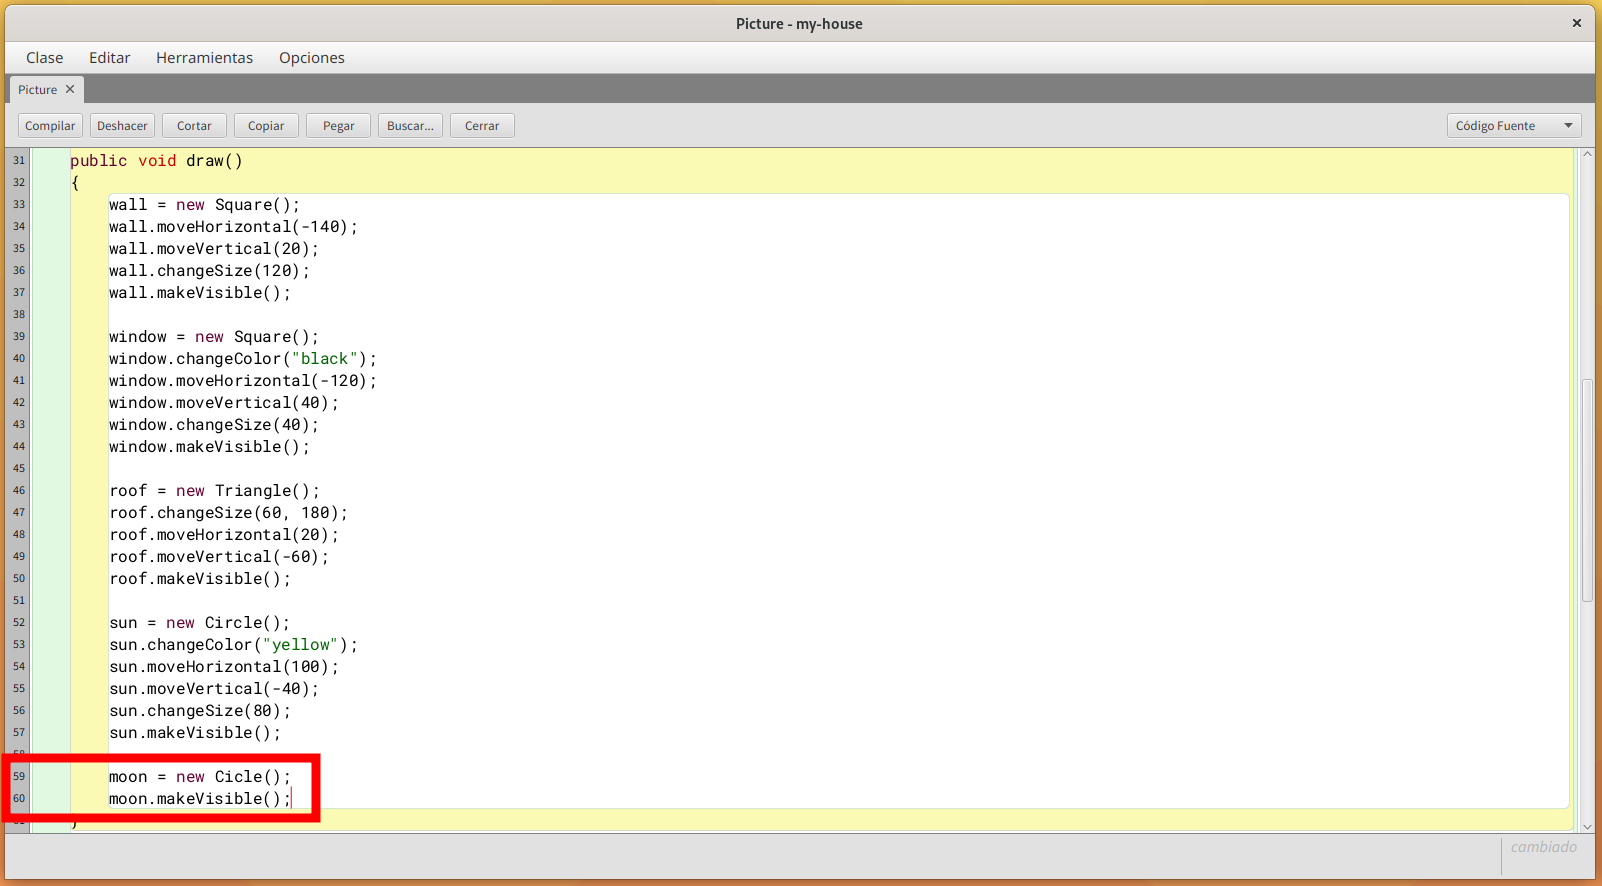 Picture - my-house
Clase Editar Herramientas Opciones
Picture
Compilar Deshacer Cortar Copiar Pegar Buscar... Cerrar Código Fuente
31 public void draw()
32 {
33 wall = new Square();
34 wall.moveHorizontal(-140);
35 wall.moveVertical(20);
36 wall.changeSize(120);
37 wall.makeVisible();
38
39 window = new Square();
40 window.changeColor("black");
41 window.moveHorizontal(-120);
42 window.moveVertical(40);
43 window.changeSize(40);
44 window.makeVisible();
45
46 roof = new Triangle();
47 roof.changeSize(60, 180);
48 roof.moveHorizontal(20);
49 roof.moveVertical(-60);
50 roof.makeVisible();
51
52 sun = new Circle();
53 sun.changeColor("yellow");
54 sun.moveHorizontal(100);
55 sun.moveVertical(-40);
56 sun.changeSize(80);
57 sun.makeVisible();
58
59 moon = new Cicle();
60 moon.makeVisible();
}
cambiado